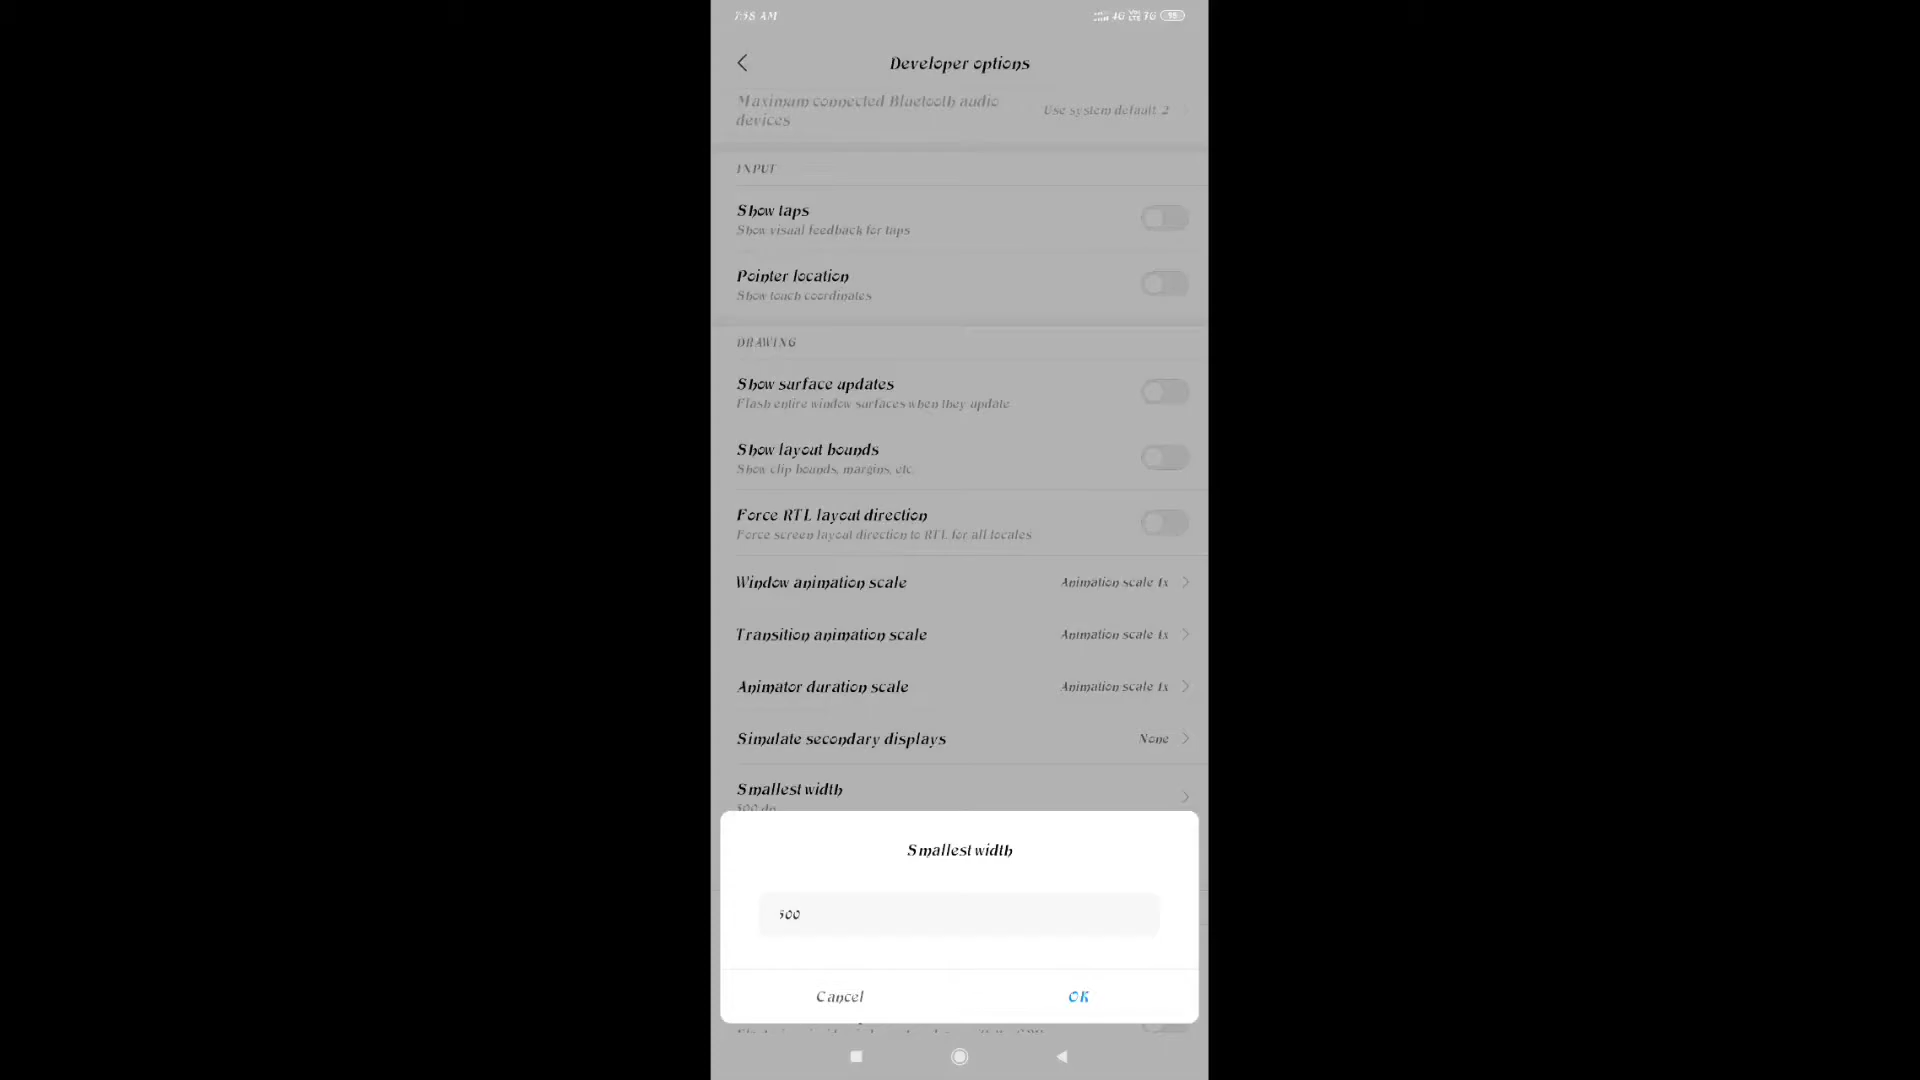 7:58 AM
4G 7G 95
Developer options
Maximum connected Bluetooth audio
devices
Use system default 2
INPUT
Show taps
Show visual feedback for taps
Pointer location
Show touch coordinates
DRAWING
Show surface updates
Flash entire window surfaces when they update
Show layout bounds
Show clip bounds, margins, etc.
Force RTL layout direction
Force screen layout direction to RTL for all locales
Window animation scale
Animation scale 1x
Transition animation scale
Animation scale 1x
Animator duration scale
Animation scale 1x
Simulate secondary displays
None
Smallest width
500 dp
Smallest width
500
Cancel
OK